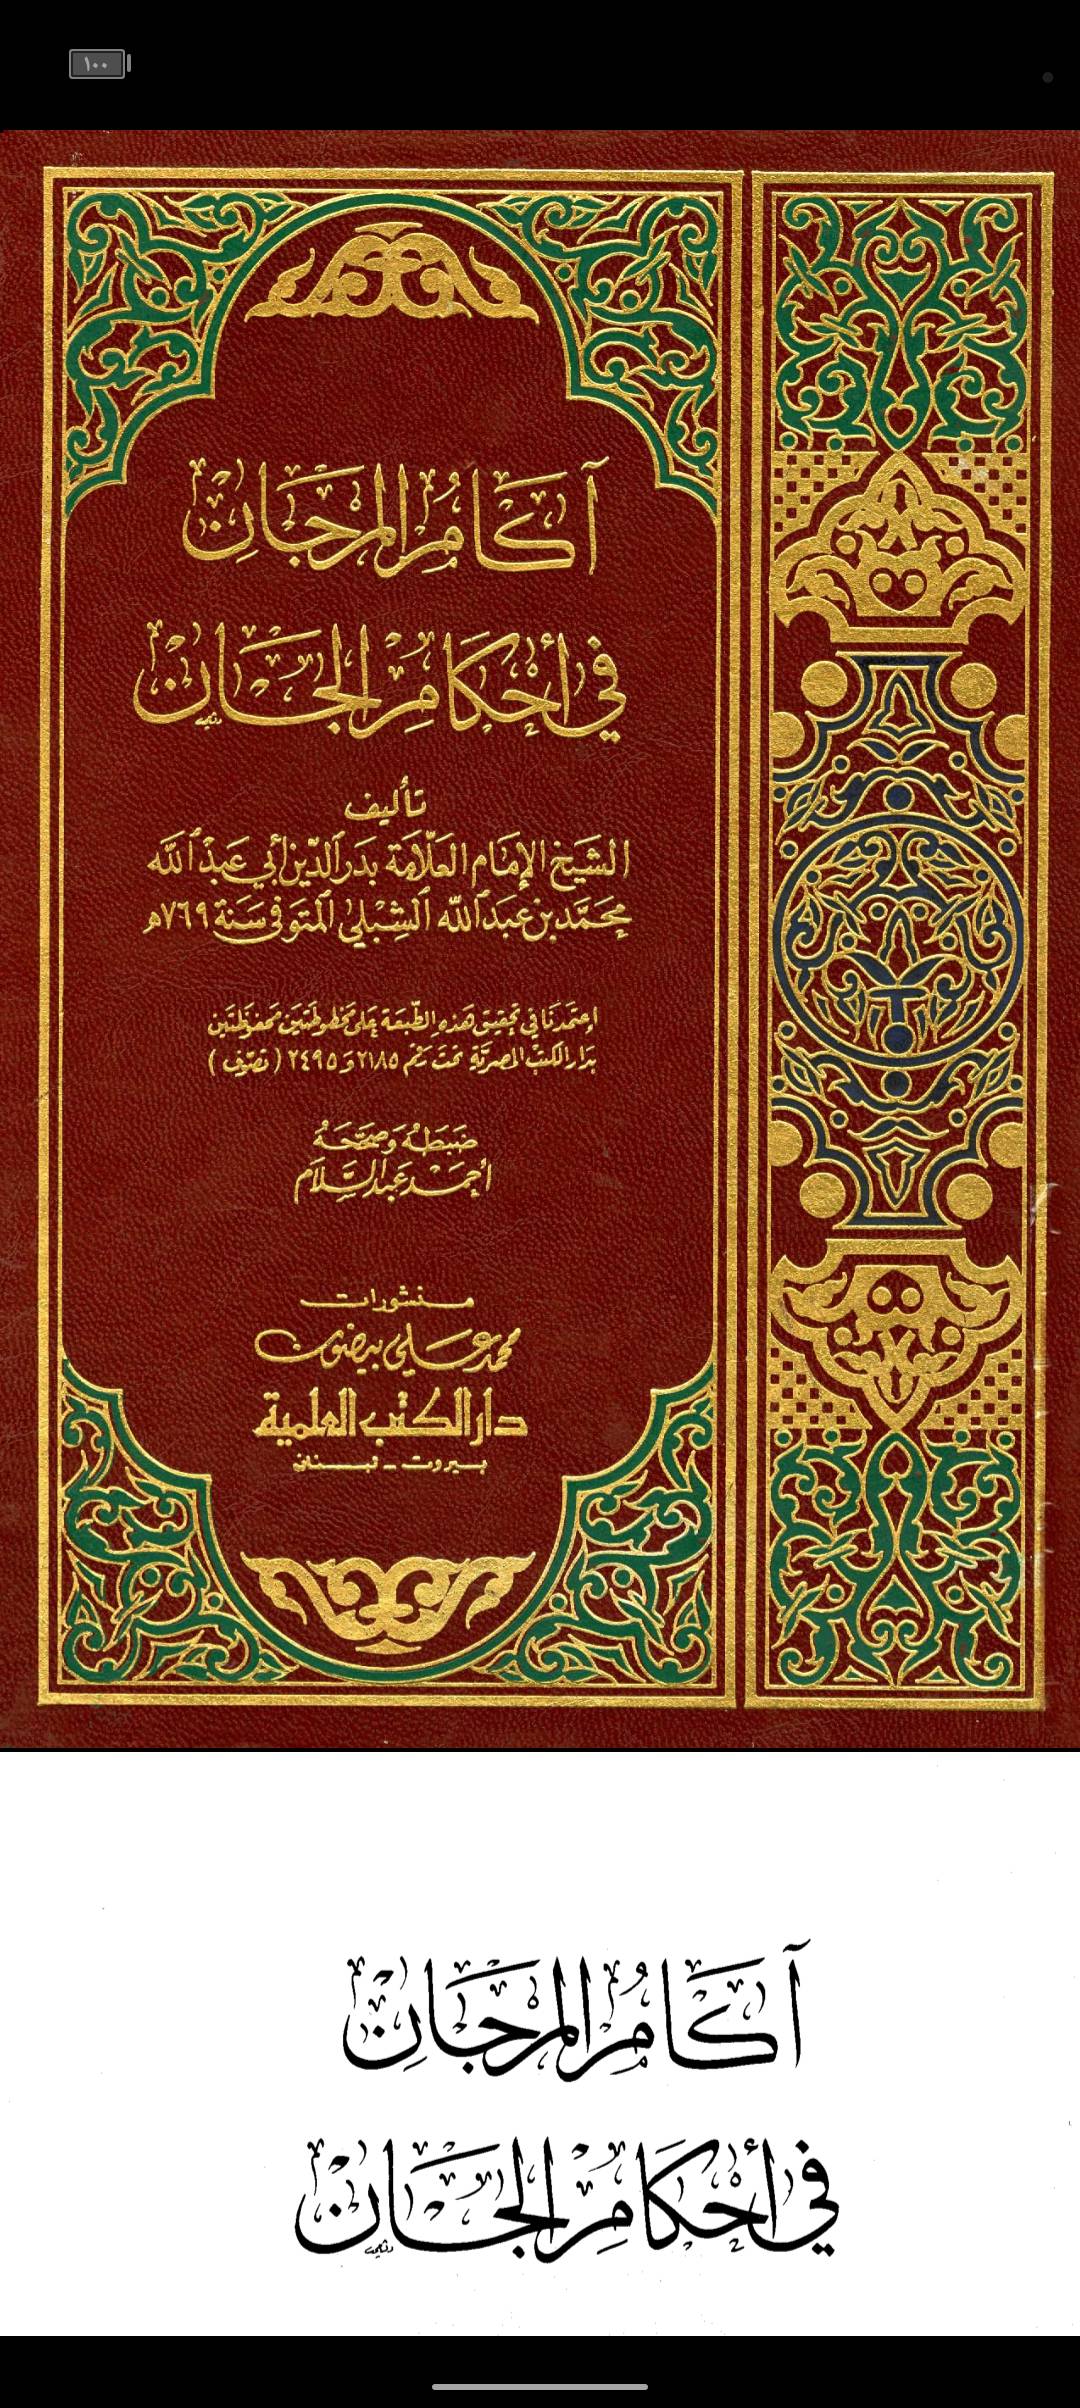 ١٠٠
آكام المرجان
في أحكام الجان
تأليف
الشيخ الإمام العلامة بدر الدين أبي عبد الله
محمد بن عبد الله الشبلي المتوفى سنة ٧٦٩ھ
اعتمدنا في تحقيق هذه الطبعة على مخطوطتين محفوظتين
بدار الكتب المصرية تحت رقم ٢١٨٥ و ٢٤٩٥ (تصوف)
ضبطه وصححه
أحمد عبد السلام
منشورات
محمد علي بيضون
دار الكتب العلمية
بيروت - لبنان
آكام المرجان
في أحكام الجان